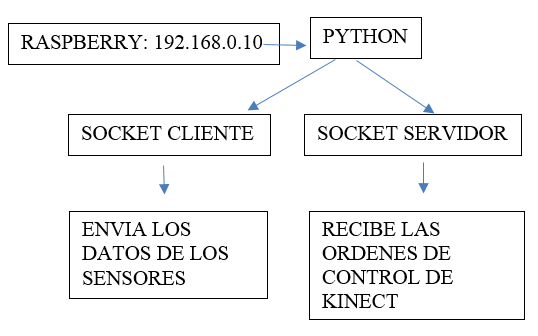 RASPBERRY: 192.168.0.10
PYTHON
SOCKET CLIENTE
SOCKET SERVIDOR
ENVIA LOS
DATOS DE LOS
SENSORES
RECIBE LAS
ORDENES DE
CONTROL DE
KINECT